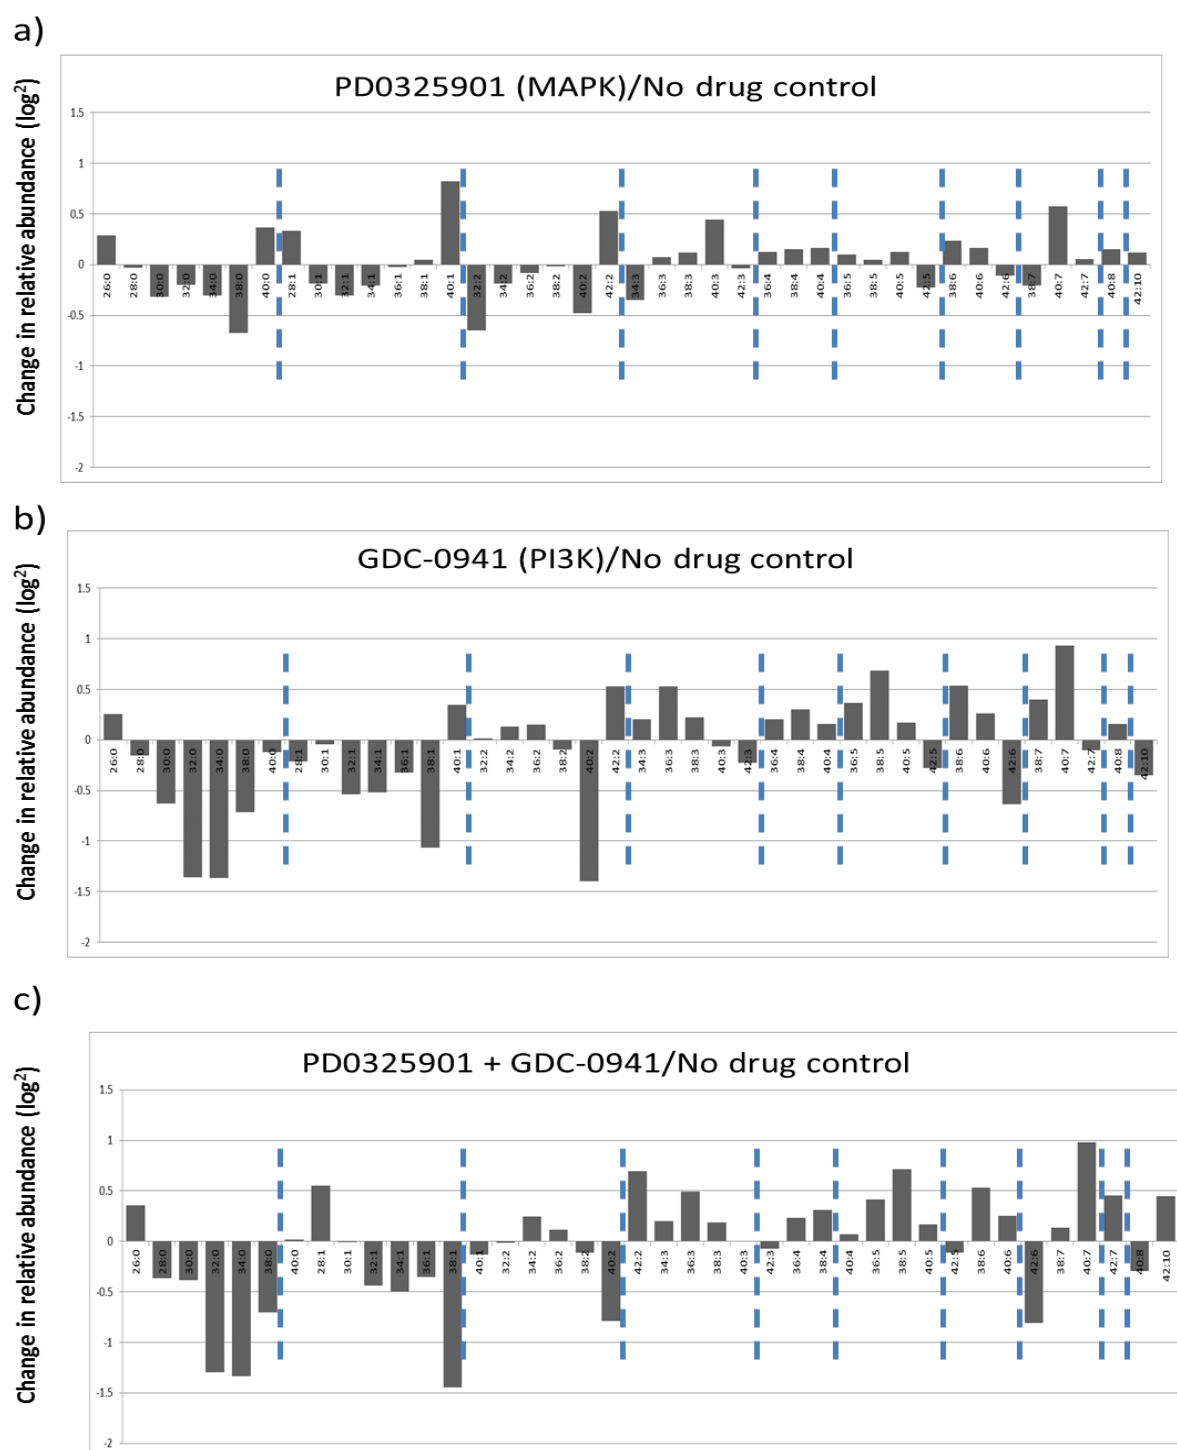 a)
PD0325901 (MAPK)/No drug control
Change in relative abundance (log²)
1.5
1
0.5
0
-0.5
-1
-1.5
-2
26:0 28:0 30:0 32:0 34:0 38:0 40:0 28:1 30:1 32:1 34:1 36:1 38:1 40:1 32:2 34:2 36:2 38:2 40:2 42:2 34:3 36:3 38:3 40:3 42:3 36:4 38:4 40:4 36:5 38:5 40:5 42:5 38:6 40:6 42:6 38:7 40:7 42:7 40:8 42:10
b)
GDC-0941 (PI3K)/No drug control
Change in relative abundance (log²)
1.5
1
0.5
0
-0.5
-1
-1.5
-2
26:0 28:0 30:0 32:0 34:0 38:0 40:0 28:1 30:1 32:1 34:1 36:1 38:1 40:1 32:2 34:2 36:2 38:2 40:2 42:2 34:3 36:3 38:3 40:3 42:3 36:4 38:4 40:4 36:5 38:5 40:5 42:5 38:6 40:6 42:6 38:7 40:7 42:7 40:8 42:10
c)
PD0325901 + GDC-0941/No drug control
Change in relative abundance (log²)
1.5
1
0.5
0
-0.5
-1
-1.5
-2
26:0 28:0 30:0 32:0 34:0 38:0 40:0 28:1 30:1 32:1 34:1 36:1 38:1 40:1 32:2 34:2 36:2 38:2 40:2 42:2 34:3 36:3 38:3 40:3 42:3 36:4 38:4 40:4 36:5 38:5 40:5 42:5 38:6 40:6 42:6 38:7 40:7 42:7 40:8 42:10